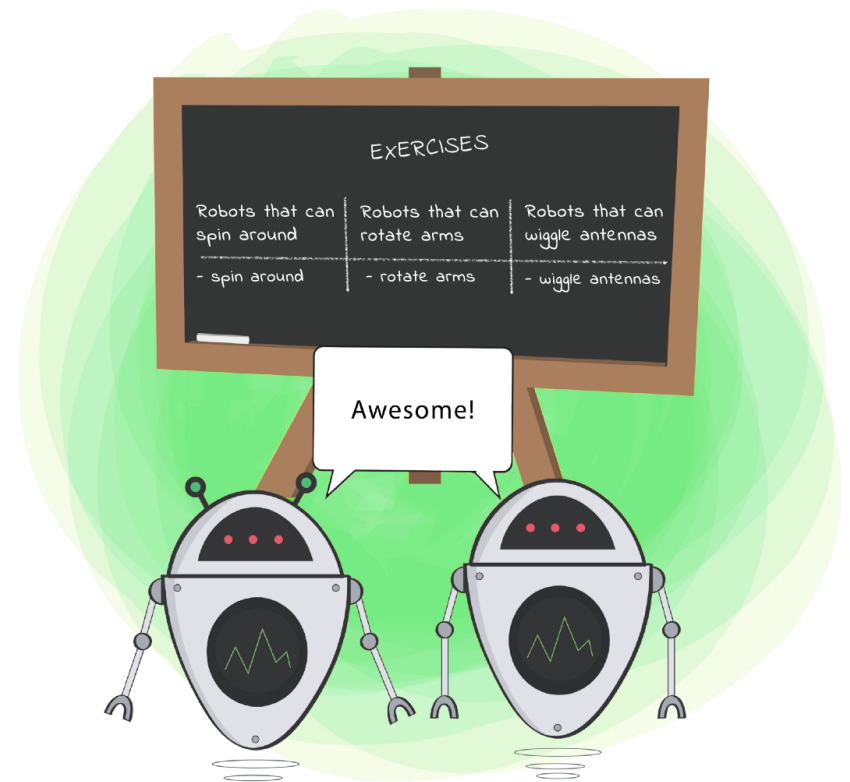 EXERCISES
Robots that can
spin around
- spin around
Robots that can
rotate arms
- rotate arms
Robots that can
wiggle antennas
- wiggle antennas
Awesome!